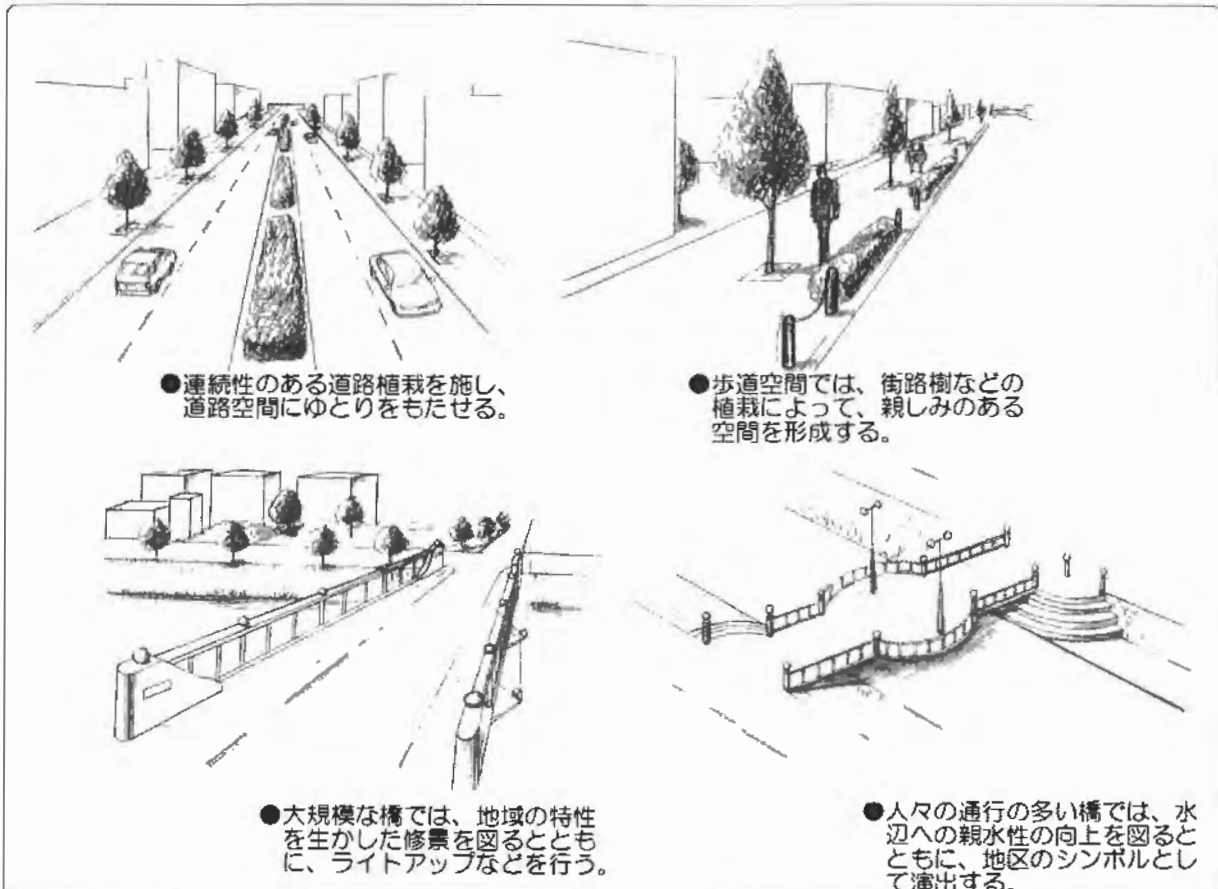 ●連続性のある道路植栽を施し、
道路空間にゆとりをもたせる。
●歩道空間では、街路樹などの
植栽によって、親しみのある
空間を形成する。
●大規模な橋では、地域の特性
を生かした修景を図るととも
に、ライトアップなどを行う。
●人々の通行の多い橋では、水
辺への親水性の向上を図ると
ともに、地区のシンボルとし
て演出する。